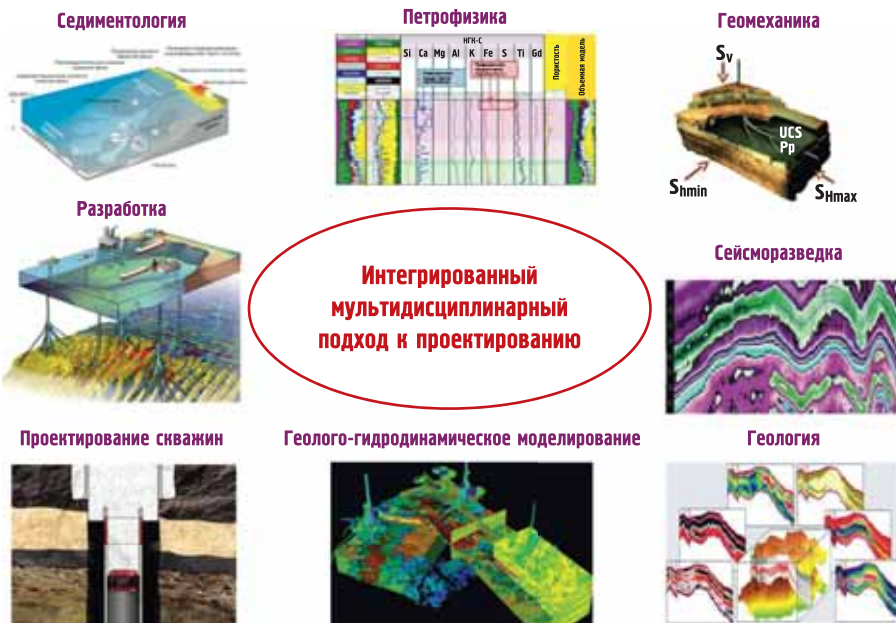 Седиментология
Петрофизика
Геомеханика
НГК-С
Si Ca Mg Al K Fe S Ti Gd
Пористость
Объемная модель
Sv
UCS
Pp
Shmin
SHmax
Разработка
Интегрированный
мультидисциплинарный
подход к проектированию
Сейсморазведка
Проектирование скважин
Геолого-гидродинамическое моделирование
Геология